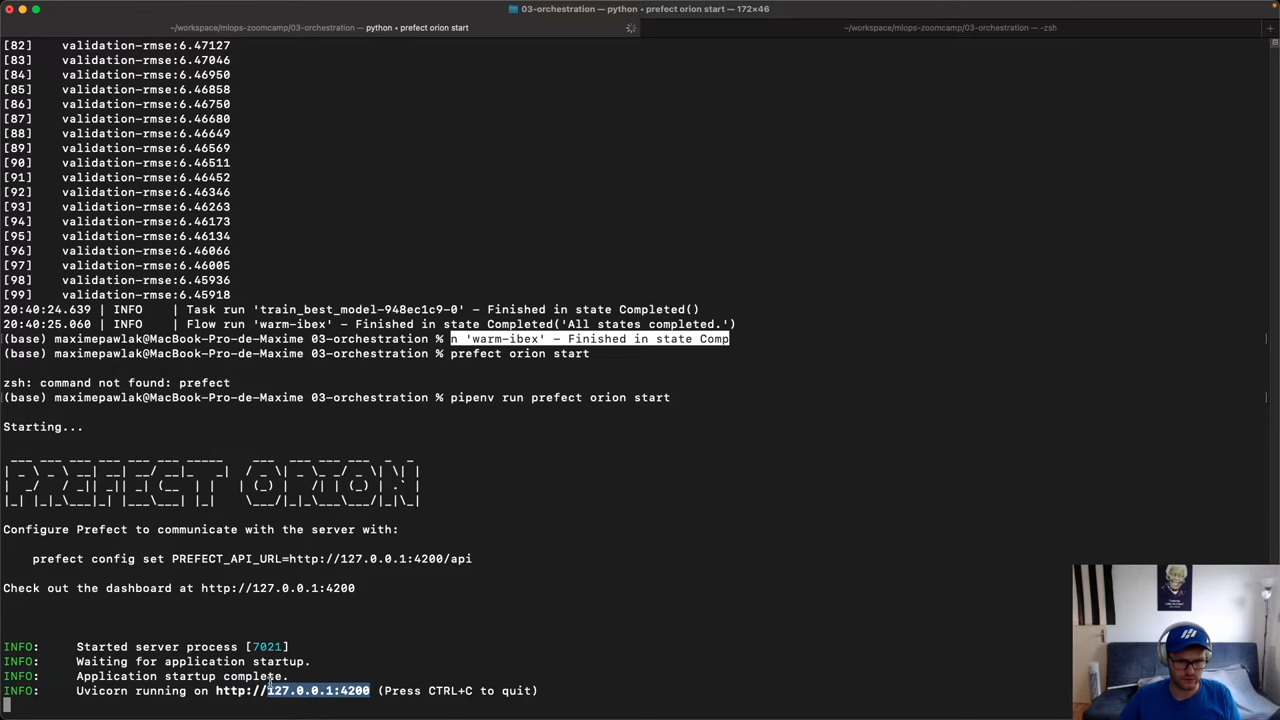 03-orchestration — python • prefect orion start — 172×46
~/workspace/mlops-zoomcamp/03-orchestration — python • prefect orion start
~/workspace/mlops-zoomcamp/03-orchestration — -zsh
[82] validation-rmse:6.47127
[83] validation-rmse:6.47046
[84] validation-rmse:6.46950
[85] validation-rmse:6.46858
[86] validation-rmse:6.46750
[87] validation-rmse:6.46680
[88] validation-rmse:6.46649
[89] validation-rmse:6.46569
[90] validation-rmse:6.46511
[91] validation-rmse:6.46452
[92] validation-rmse:6.46346
[93] validation-rmse:6.46263
[94] validation-rmse:6.46173
[95] validation-rmse:6.46134
[96] validation-rmse:6.46066
[97] validation-rmse:6.46005
[98] validation-rmse:6.45936
[99] validation-rmse:6.45918
20:40:24.639 | INFO | Task run 'train_best_model-948ec1c9-0' – Finished in state Completed()
20:40:25.060 | INFO | Flow run 'warm-ibex' – Finished in state Completed('All states completed.')
(base) maximepawlak@MacBook-Pro-de-Maxime 03-orchestration % n 'warm-ibex' – Finished in state Comp
(base) maximepawlak@MacBook-Pro-de-Maxime 03-orchestration % prefect orion start
zsh: command not found: prefect
(base) maximepawlak@MacBook-Pro-de-Maxime 03-orchestration % pipenv run prefect orion start
Starting...
PREFECT ORION
Configure Prefect to communicate with the server with:
prefect config set PREFECT_API_URL=http://127.0.0.1:4200/api
Check out the dashboard at http://127.0.0.1:4200
INFO: Started server process [7021]
INFO: Waiting for application startup.
INFO: Application startup complete.
INFO: Uvicorn running on http://127.0.0.1:4200 (Press CTRL+C to quit)